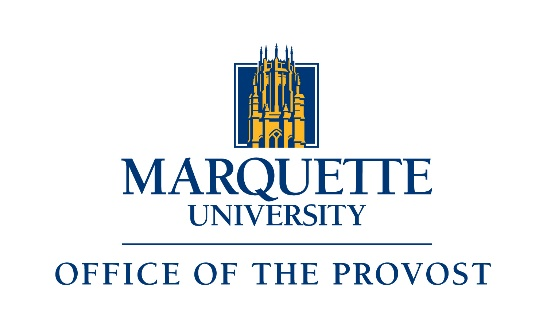 MARQUETTE
UNIVERSITY
OFFICE OF THE PROVOST